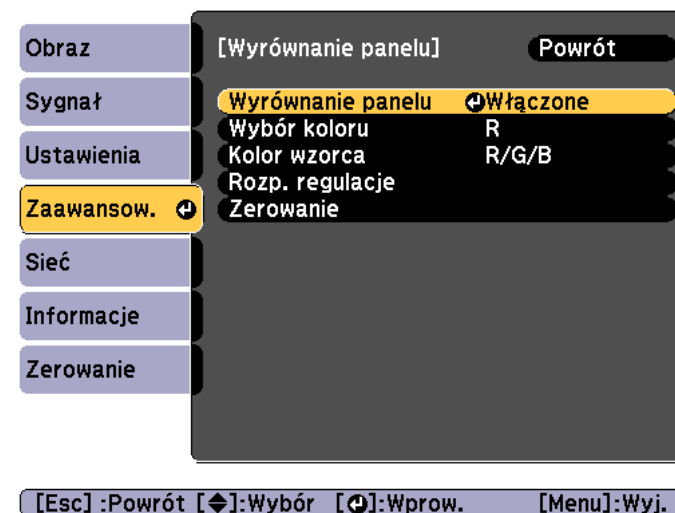 Obraz
Sygnał
Ustawienia
Zaawansow.
Sieć
Informacje
Zerowanie
[Wyrównanie panelu] Powrót
Wyrównanie panelu Włączone
Wybór koloru R
Kolor wzorca R/G/B
Rozp. regulacje
Zerowanie
[Esc] :Powrót [◆]:Wybór [⏎]:Wprow. [Menu]:Wyj.